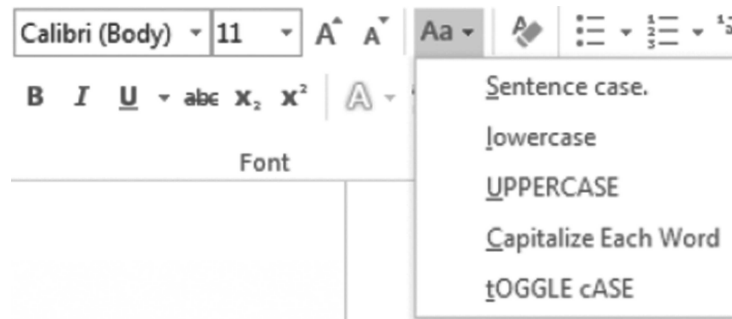 Calibri (Body) 11 A A Aa
B I U abc X₂ X² A
Font
Sentence case.
lowercase
UPPERCASE
Capitalize Each Word
tOGGLE cASE